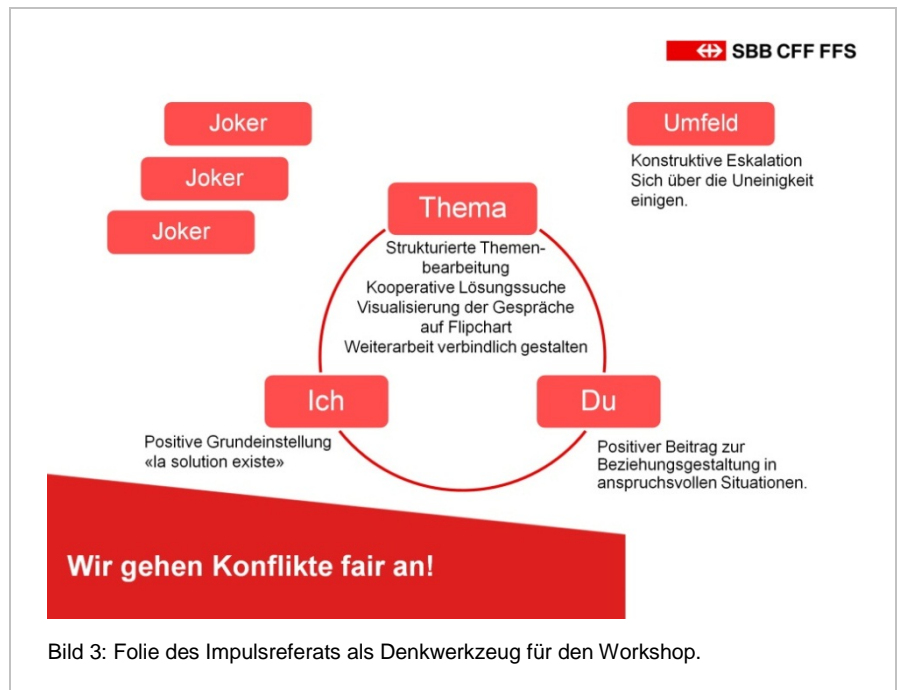 SBB CFF FFS
Joker
Joker
Joker
Umfeld
Konstruktive Eskalation
Sich über die Uneinigkeit
einigen.
Thema
Strukturierte Themen-
bearbeitung
Kooperative Lösungssuche
Visualisierung der Gespräche
auf Flipchart
Weiterarbeit verbindlich gestalten
Ich
Positive Grundeinstellung
«la solution existe»
Du
Positiver Beitrag zur
Beziehungsgestaltung in
anspruchsvollen Situationen.
Wir gehen Konflikte fair an!
Bild 3: Folie des Impulsreferats als Denkwerkzeug für den Workshop.